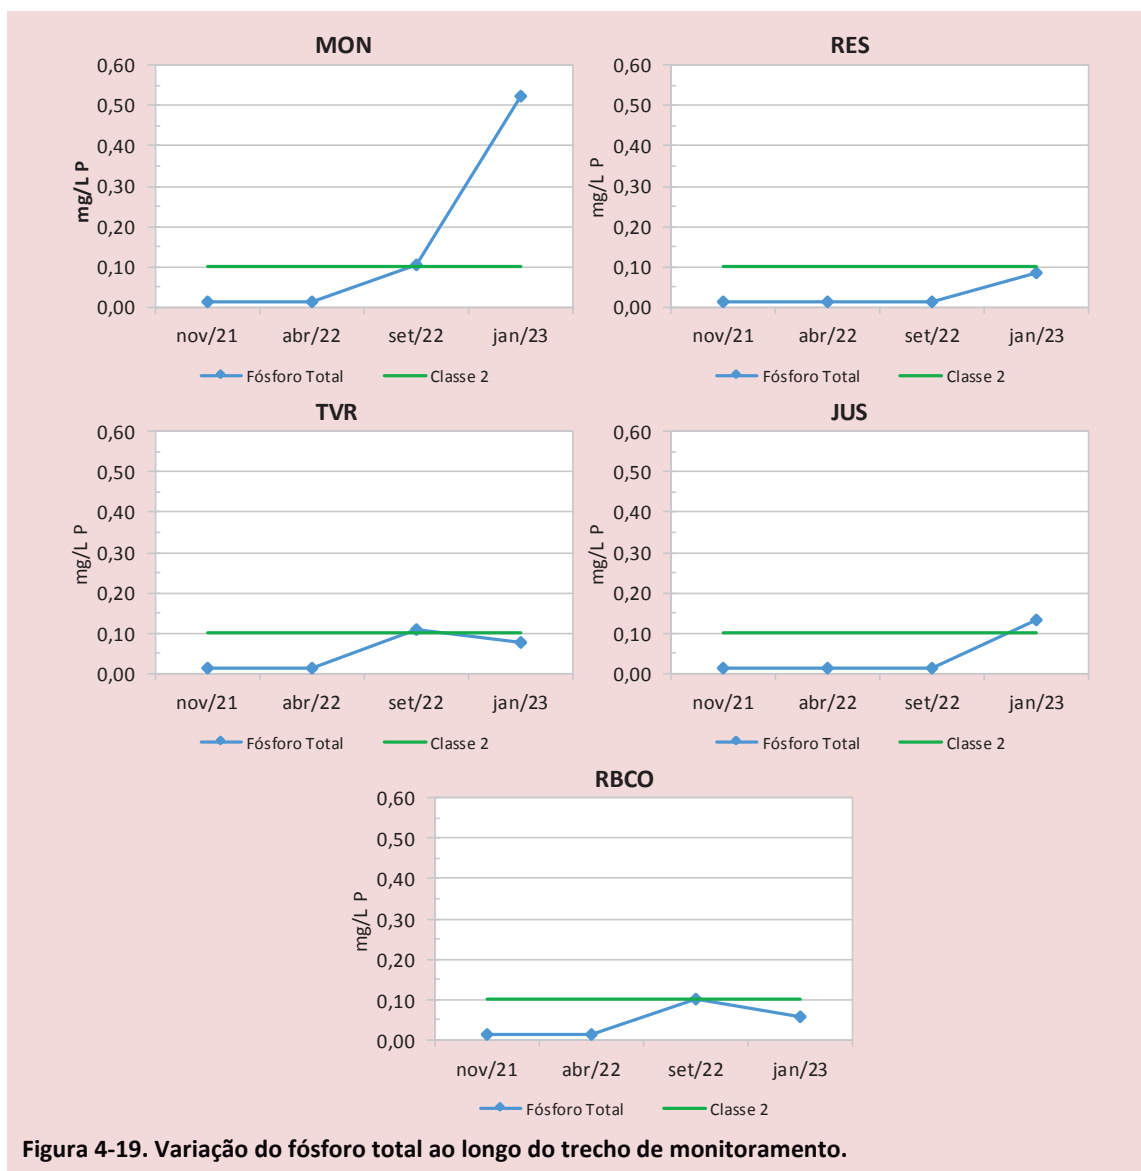 MON
mg/L P
0,60
0,50
0,40
0,30
0,20
0,10
0,00
nov/21 abr/22 set/22 jan/23
Fósforo Total Classe 2
RES
mg/L P
0,60
0,50
0,40
0,30
0,20
0,10
0,00
nov/21 abr/22 set/22 jan/23
Fósforo Total Classe 2
TVR
mg/L P
0,60
0,50
0,40
0,30
0,20
0,10
0,00
nov/21 abr/22 set/22 jan/23
Fósforo Total Classe 2
JUS
mg/L P
0,60
0,50
0,40
0,30
0,20
0,10
0,00
nov/21 abr/22 set/22 jan/23
Fósforo Total Classe 2
RBCO
mg/L P
0,60
0,50
0,40
0,30
0,20
0,10
0,00
nov/21 abr/22 set/22 jan/23
Fósforo Total Classe 2
Figura 4-19. Variação do fósforo total ao longo do trecho de monitoramento.